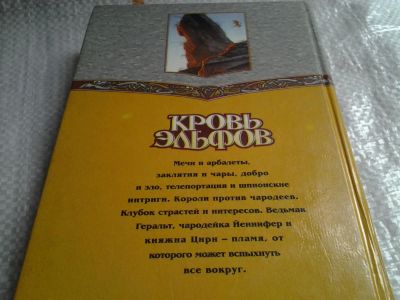 КРОВЬ
ЭЛЬФОВ
Мечи и арбалеты,
заклятия и чары, добро
и зло, телепортация и шпионские
интриги. Короли против чародеев.
Клубок страстей и интересов. Ведьмак
Геральт, чародейка Йеннифер и
княжна Цири – пламя, от
которого может вспыхнуть
все вокруг.